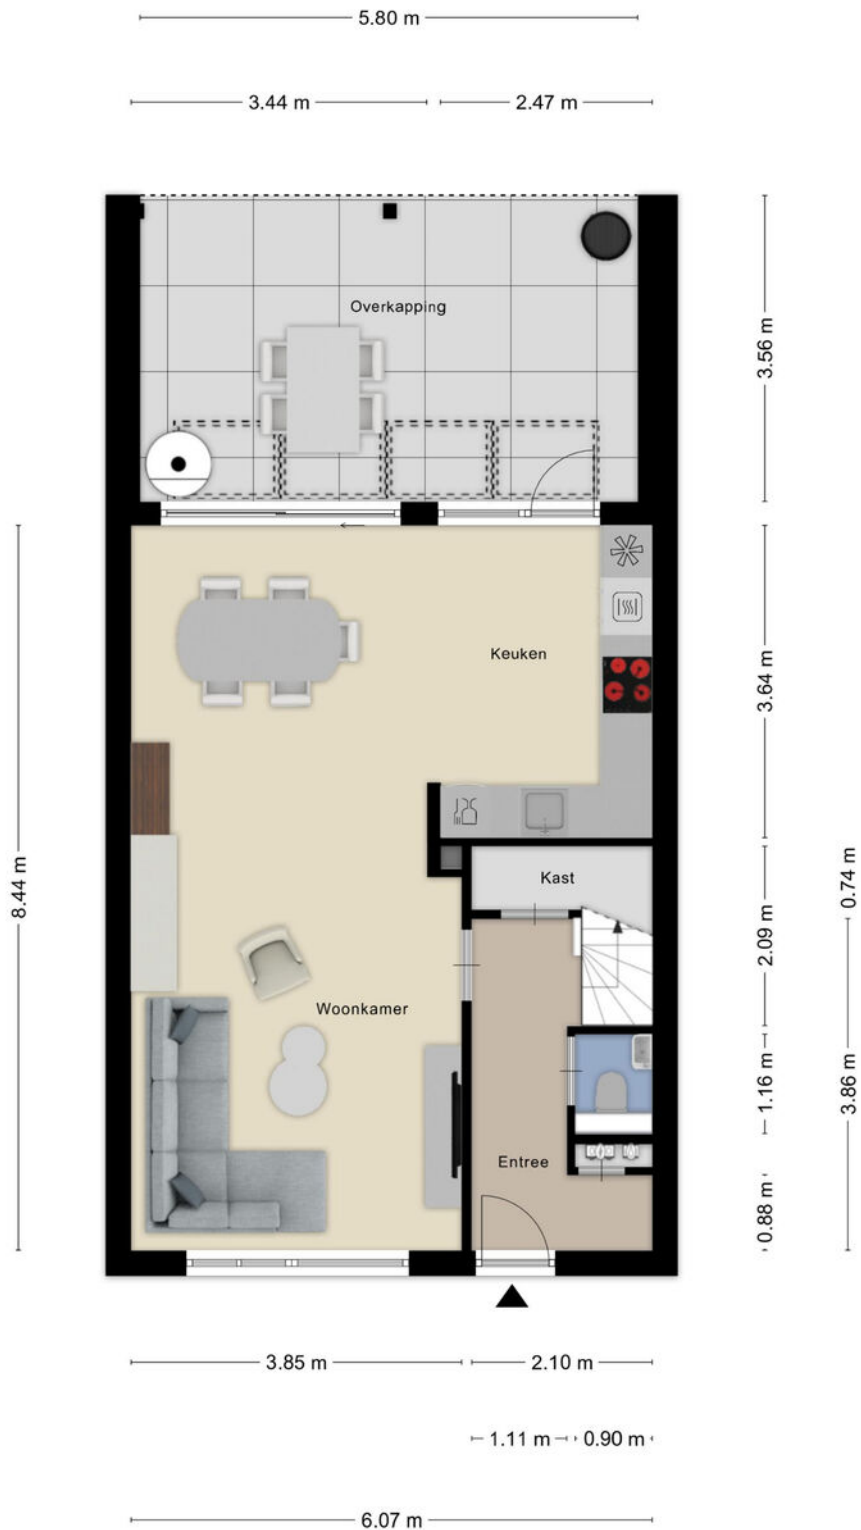 5.80 m
3.44 m
2.47 m
Overkapping
3.56 m
Keuken
3.64 m
8.44 m
Kast
0.74 m
2.09 m
Woonkamer
1.16 m
3.86 m
Entree
0.88 m
3.85 m
2.10 m
1.11 m
0.90 m
6.07 m